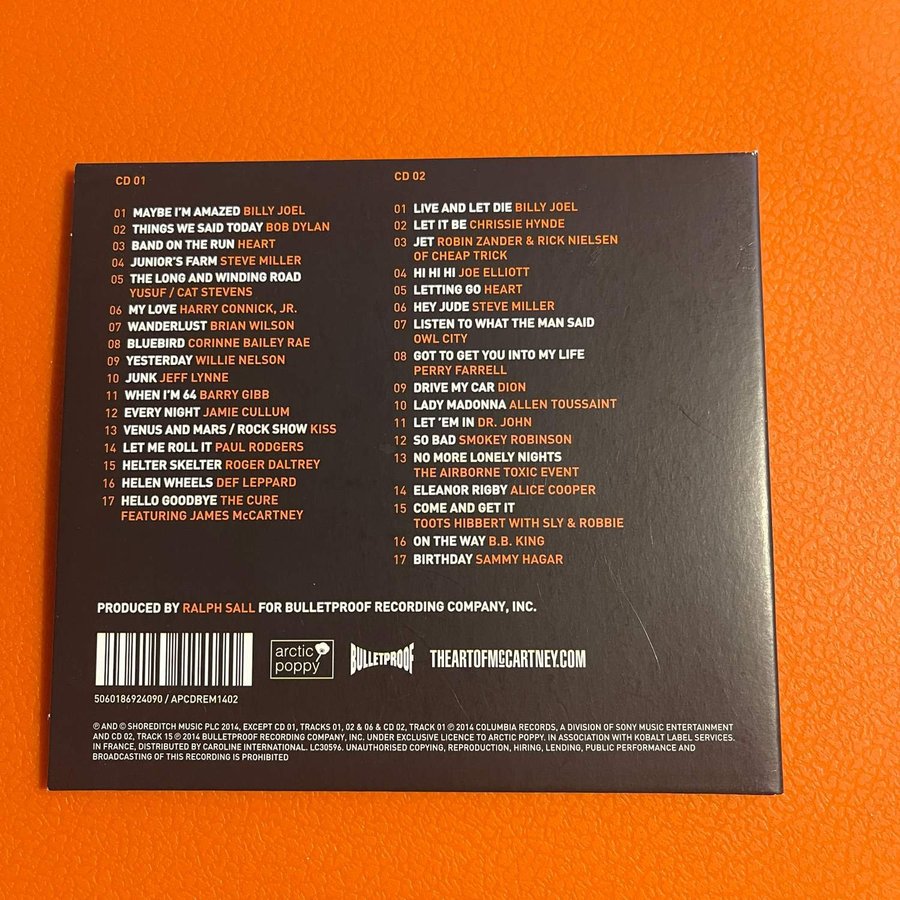 CD 01
01 MAYBE I'M AMAZED BILLY JOEL
02 THINGS WE SAID TODAY BOB DYLAN
03 BAND ON THE RUN HEART
04 JUNIOR'S FARM STEVE MILLER
05 THE LONG AND WINDING ROAD
YUSUF / CAT STEVENS
06 MY LOVE HARRY CONNICK, JR.
07 WANDERLUST BRIAN WILSON
08 BLUEBIRD CORINNE BAILEY RAE
09 YESTERDAY WILLIE NELSON
10 JUNK JEFF LYNNE
11 WHEN I'M 64 BARRY GIBB
12 EVERY NIGHT JAMIE CULLUM
13 VENUS AND MARS / ROCK SHOW KISS
14 LET ME ROLL IT PAUL RODGERS
15 HELTER SKELTER ROGER DALTREY
16 HELEN WHEELS DEF LEPPARD
17 HELLO GOODBYE THE CURE
FEATURING JAMES McCARTNEY
CD 02
01 LIVE AND LET DIE BILLY JOEL
02 LET IT BE CHRISSIE HYNDE
03 JET ROBIN ZANDER & RICK NIELSEN
OF CHEAP TRICK
04 HI HI HI JOE ELLIOTT
05 LETTING GO HEART
06 HEY JUDE STEVE MILLER
07 LISTEN TO WHAT THE MAN SAID
OWL CITY
08 GOT TO GET YOU INTO MY LIFE
PERRY FARRELL
09 DRIVE MY CAR DION
10 LADY MADONNA ALLEN TOUSSAINT
11 LET 'EM IN DR. JOHN
12 SO BAD SMOKEY ROBINSON
13 NO MORE LONELY NIGHTS
THE AIRBORNE TOXIC EVENT
14 ELEANOR RIGBY ALICE COOPER
15 COME AND GET IT
TOOTS HIBBERT WITH SLY & ROBBIE
16 ON THE WAY B.B. KING
17 BIRTHDAY SAMMY HAGAR
PRODUCED BY RALPH SALL FOR BULLETPROOF RECORDING COMPANY, INC.
arctic
poppy
BULLETPROOF
THEARTOFMcCARTNEY.COM
5060186924090 / APCDREM1402
℗ AND © SHOREDITCH MUSIC PLC 2014, EXCEPT CD 01, TRACKS 01, 02 & 06 & CD 02, TRACK 01 ℗ 2014 COLUMBIA RECORDS, A DIVISION OF SONY MUSIC ENTERTAINMENT
AND CD 02, TRACK 15 ℗ 2014 BULLETPROOF RECORDING COMPANY, INC. UNDER EXCLUSIVE LICENCE TO ARCTIC POPPY. IN ASSOCIATION WITH KOBALT LABEL SERVICES.
IN FRANCE, DISTRIBUTED BY CAROLINE INTERNATIONAL. LC30596. UNAUTHORISED COPYING, REPRODUCTION, HIRING, LENDING, PUBLIC PERFORMANCE AND
BROADCASTING OF THIS RECORDING IS PROHIBITED